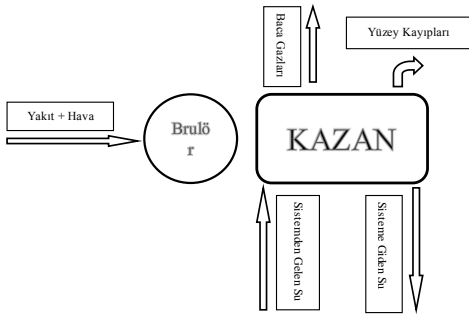 Baca Gazları
Yüzey Kayıpları
Yakıt + Hava
Brulö
r
KAZAN
Sistemden Gelen Su
Sisteme Giden Su